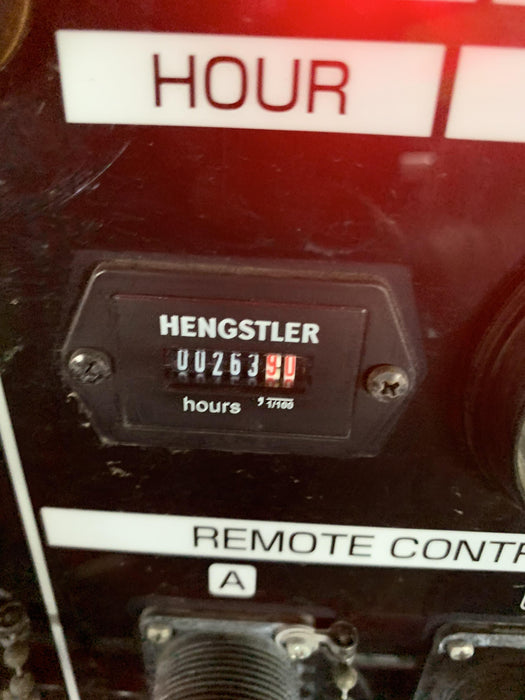 HOUR
HENGSTLER
0026390
hours , 1/100
REMOTE CONTR
A